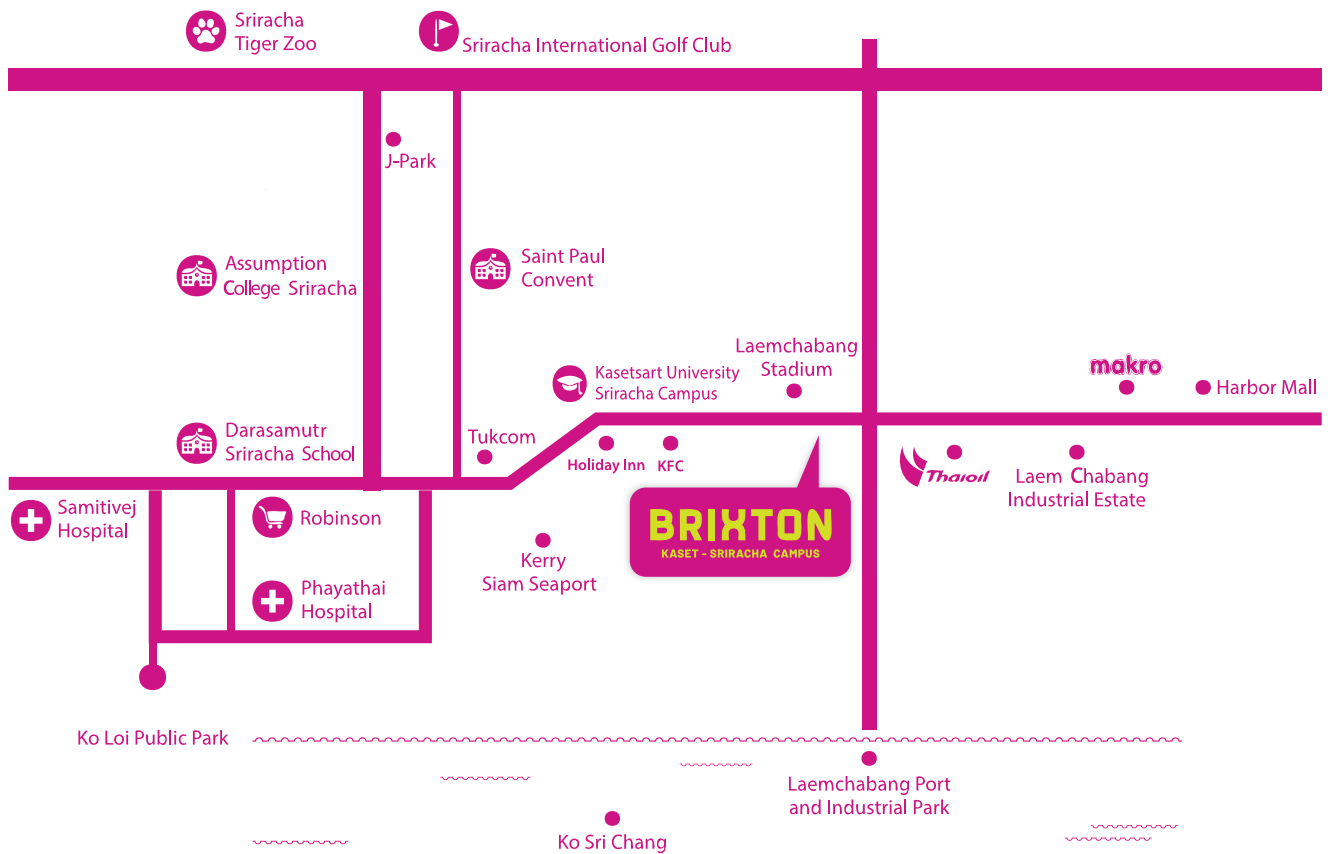 Sriracha
Tiger Zoo
Sriracha International Golf Club
J-Park
Assumption
College Sriracha
Saint Paul
Convent
Laemchabang
Stadium
Kasetsart University
Sriracha Campus
makro
Harbor Mall
Darasamutr
Sriracha School
Tukcom
Holiday Inn
KFC
Thaioil
Laem Chabang
Industrial Estate
Samitivej
Hospital
Robinson
BRIXTON
KASET - SRIRACHA CAMPUS
Kerry
Siam Seaport
Phayathai
Hospital
Ko Loi Public Park
Laemchabang Port
and Industrial Park
Ko Sri Chang